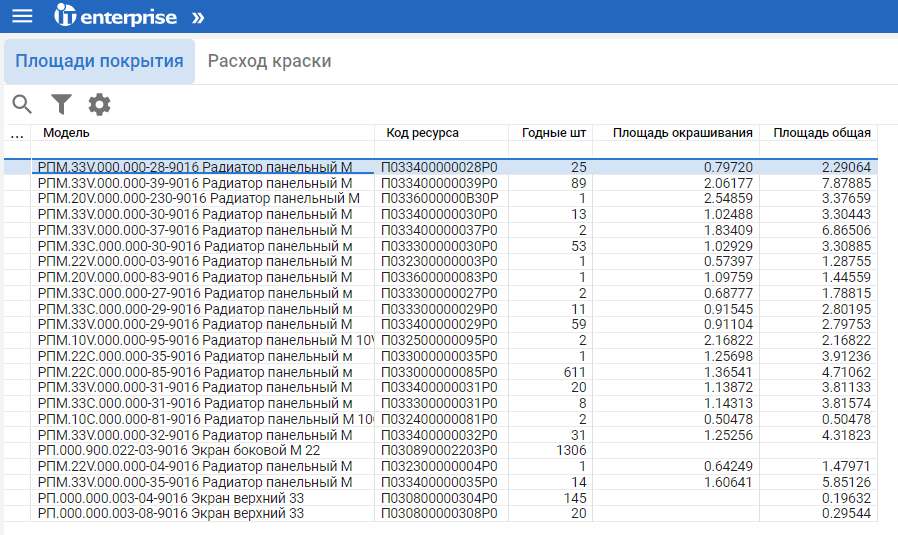 iT enterprise »
Площади покрытия Расход краски
... Модель Код ресурса Годные шт Площадь окрашивания Площадь общая
РПМ.33V.000.000-28-9016 Радиатор панельный М П033400000028Р0 25 0.79720 2.29064
РПМ.33V.000.000-39-9016 Радиатор панельный М П033400000039Р0 89 2.06177 7.87885
РПМ.20V.000.000-230-9016 Радиатор панельный М П0336000000В30Р 1 2.54859 3.37659
РПМ.33V.000.000-30-9016 Радиатор панельный М П033400000030Р0 13 1.02488 3.30443
РПМ.33V.000.000-37-9016 Радиатор панельный М П033400000037Р0 2 1.83409 6.86506
РПМ.33C.000.000-30-9016 Радиатор панельный м П033300000030Р0 53 1.02929 3.30885
РПМ.22V.000.000-03-9016 Радиатор панельный М П032300000003Р0 1 0.57397 1.28755
РПМ.20V.000.000-83-9016 Радиатор панельный М П033600000083Р0 1 1.09759 1.44559
РПМ.33C.000.000-27-9016 Радиатор панельный м П033300000027Р0 2 0.68777 1.78815
РПМ.33C.000.000-29-9016 Радиатор панельный м П033300000029Р0 11 0.91545 2.80195
РПМ.33V.000.000-29-9016 Радиатор панельный М П033400000029Р0 59 0.91104 2.79753
РПМ.10V.000.000-95-9016 Радиатор панельный М 10V П032500000095Р0 2 2.16822 2.16822
РПМ.22C.000.000-35-9016 Радиатор панельный м П033000000035Р0 1 1.25698 3.91236
РПМ.22C.000.000-85-9016 Радиатор панельный м П033000000085Р0 611 1.36541 4.71062
РПМ.33V.000.000-31-9016 Радиатор панельный М П033400000031Р0 20 1.13872 3.81133
РПМ.33C.000.000-31-9016 Радиатор панельный м П033300000031Р0 8 1.14313 3.81574
РПМ.10C.000.000-81-9016 Радиатор панельный М 10C П032400000081Р0 2 0.50478 0.50478
РПМ.33V.000.000-32-9016 Радиатор панельный М П033400000032Р0 31 1.25256 4.31823
РП.000.900.022-03-9016 Экран боковой М 22 П030890002203Р0 1306
РПМ.22V.000.000-04-9016 Радиатор панельный М П032300000004Р0 1 0.64249 1.47971
РПМ.33V.000.000-35-9016 Радиатор панельный М П033400000035Р0 14 1.60641 5.85126
РП.000.000.003-04-9016 Экран верхний 33 П030800000304Р0 145 0.19632
РП.000.000.003-08-9016 Экран верхний 33 П030800000308Р0 20 0.29544